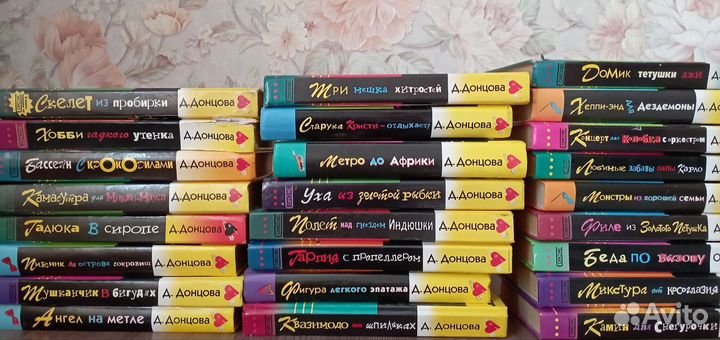 Скелет из пробирки Д. Донцова
Хобби гадкого утенка Д. Донцова
Бассейн с крокодилами Д. Донцова
Камасутра для Микки-Мауса Д. Донцова
Гадюка в сиропе Д. Донцова
Пикник на острове сокровищ Д. Донцова
Тушканчик в бигудях Д. Донцова
Ангел на метле Д. Донцова
Три мешка хитростей Д. Донцова
Старуха Кристи – отдыхает! Д. Донцова
Метро до Африки Д. Донцова
Уха из золотой рыбки Д. Донцова
Полет над гнездом Индюшки Д. Донцова
Гарпия с пропеллером Д. Донцова
Фигура легкого эпатажа Д. Донцова
Квазимодо на шпильках Д. Донцова
Домик тетушки лжи
Хеппи-энд для Дездемоны
Концерт для Колобка с оркестром
Любимые забавы папы Карло
Монстры из хорошей семьи
Филе из Золотого Петушка
Беда по вызову
Микстура от косоглазия
Камин для Снегурочки
Avito